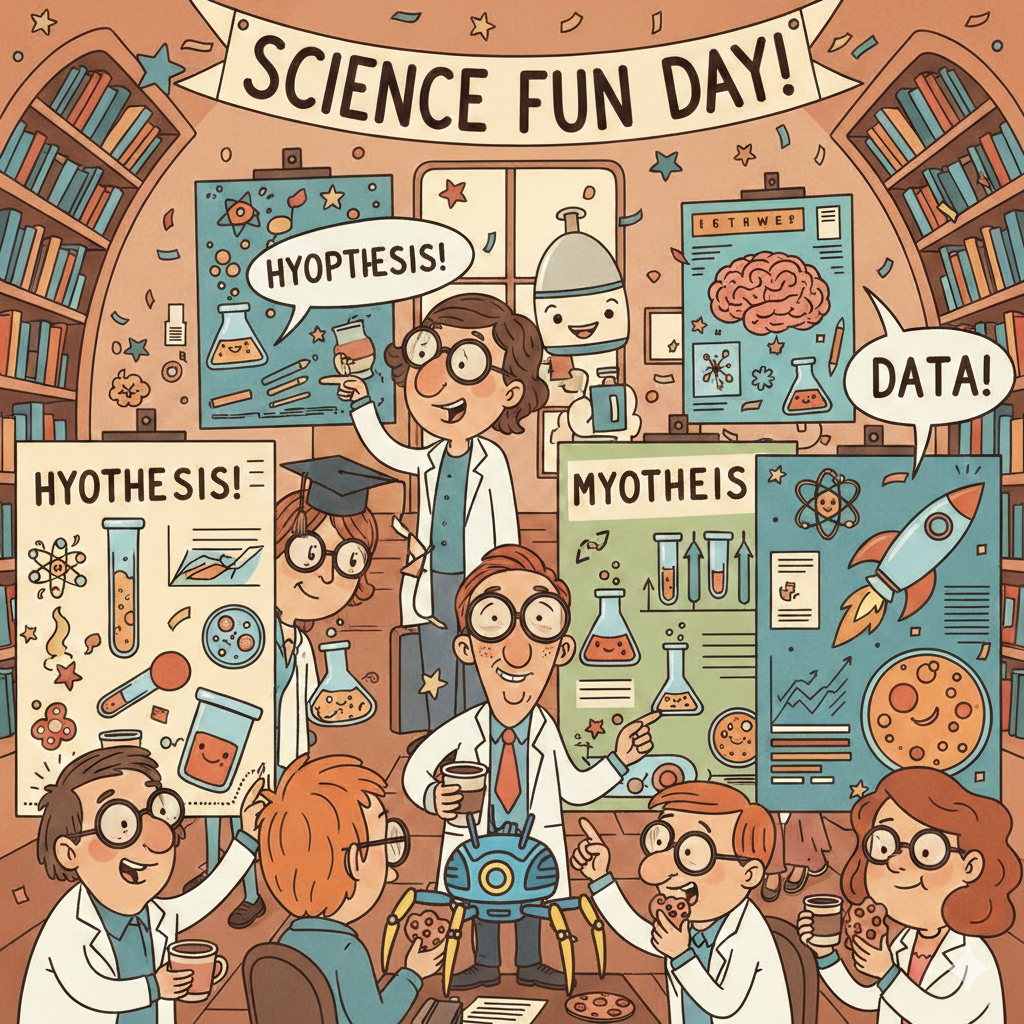 SCIENCE FUN DAY!
HYOPTHESIS!
DATA!
HYOTHESIS!
MYOTHEIS